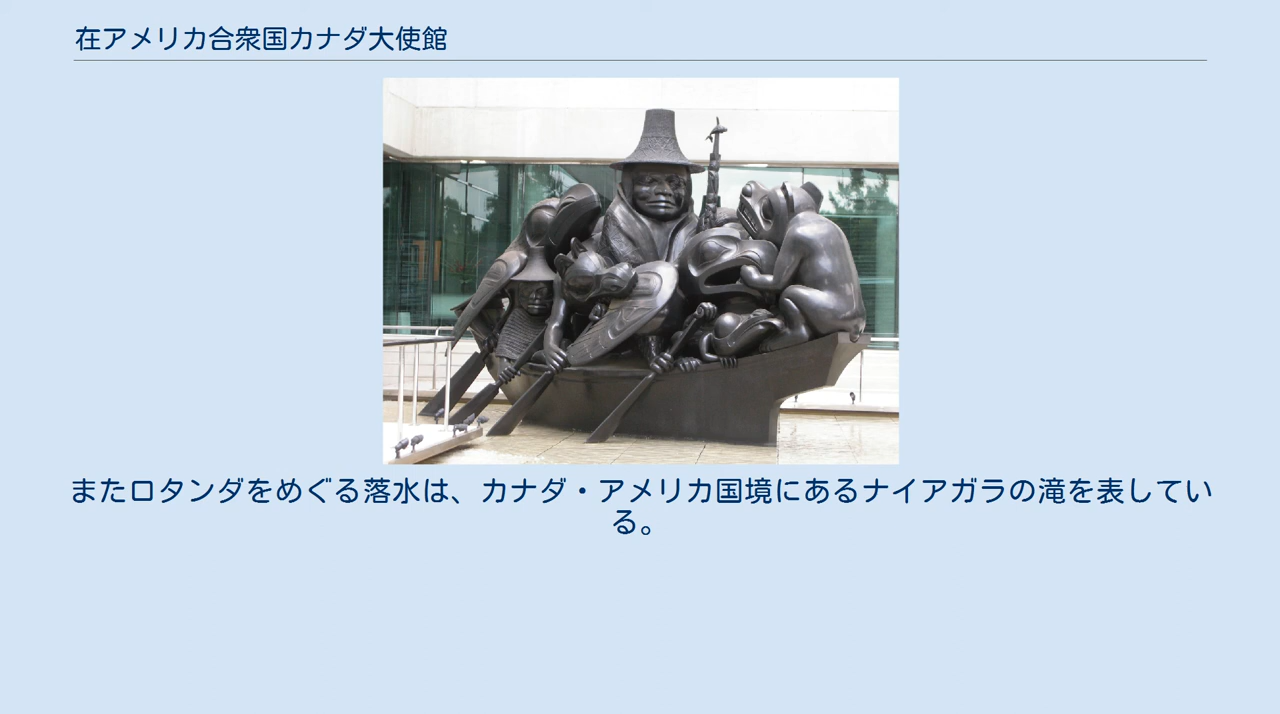 在アメリカ合衆国カナダ大使館
またロタンダをめぐる落水は、カナダ・アメリカ国境にあるナイアガラの滝を表してい
る。